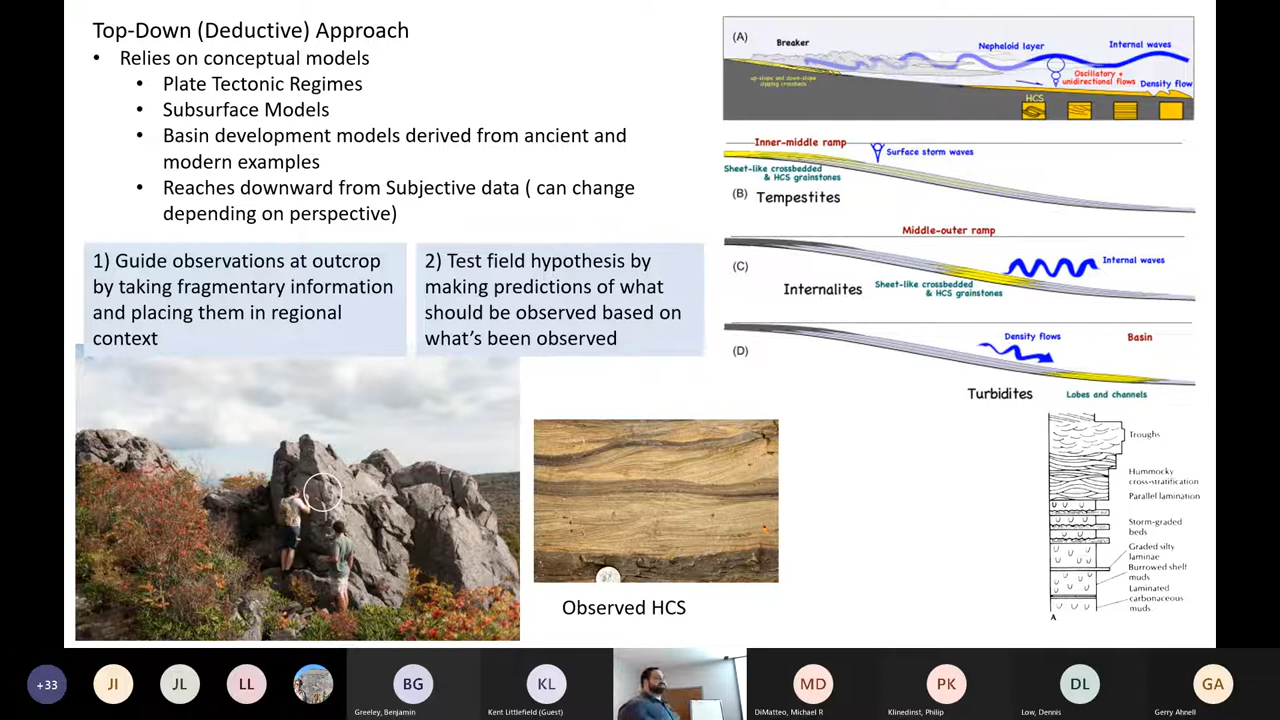 Top-Down (Deductive) Approach
• Relies on conceptual models
• Plate Tectonic Regimes
• Subsurface Models
• Basin development models derived from ancient and
modern examples
• Reaches downward from Subjective data ( can change
depending on perspective)
1) Guide observations at outcrop
by taking fragmentary information
and placing them in regional
context
2) Test field hypothesis by
making predictions of what
should be observed based on
what's been observed
Observed HCS
(A)
Breaker
Nepheloid layer
Internal waves
up-slope and down-slope
dipping crossbeds
Oscillatory +
unidirectional flows
Density flow
HCS
Inner-middle ramp
Surface storm waves
Sheet-like crossbedded
& HCS grainstones
(B)
Tempestites
Middle-outer ramp
(C)
Internal waves
Internalites
Sheet-like crossbedded
& HCS grainstones
(D)
Density flows
Basin
Turbidites
Lobes and channels
Troughs
Hummocky
cross-stratification
Parallel lamination
Storm-graded
beds
Graded silty
laminae
Burrowed shelf
muds
Laminated
carbonaceous
muds
A
+33
JI
JL
LL
BG
Greeley, Benjamin
KL
Kent Littlefield (Guest)
MD
DiMatteo, Michael R
PK
Klinedinst, Philip
DL
Low, Dennis
GA
Gerry Ahnell